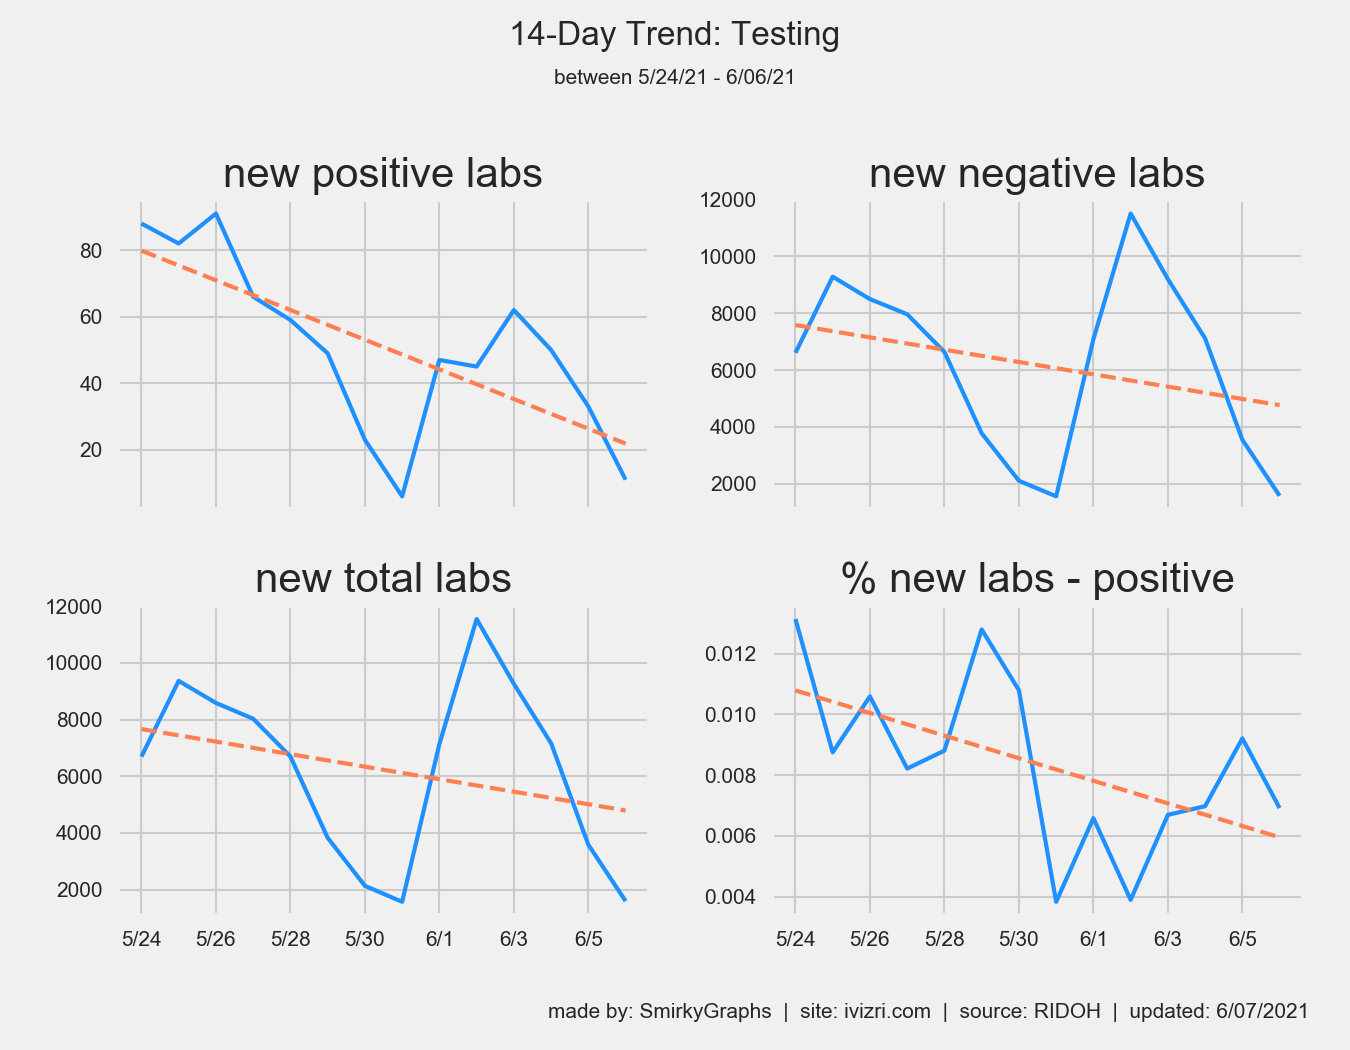 14-Day Trend: Testing
between 5/24/21 - 6/06/21
new positive labs
80
60
40
20
new negative labs
12000
10000
8000
6000
4000
2000
new total labs
12000
10000
8000
6000
4000
2000
5/24 5/26 5/28 5/30 6/1 6/3 6/5
% new labs - positive
0.012
0.010
0.008
0.006
0.004
5/24 5/26 5/28 5/30 6/1 6/3 6/5
made by: SmirkyGraphs | site: ivizri.com | source: RIDOH | updated: 6/07/2021